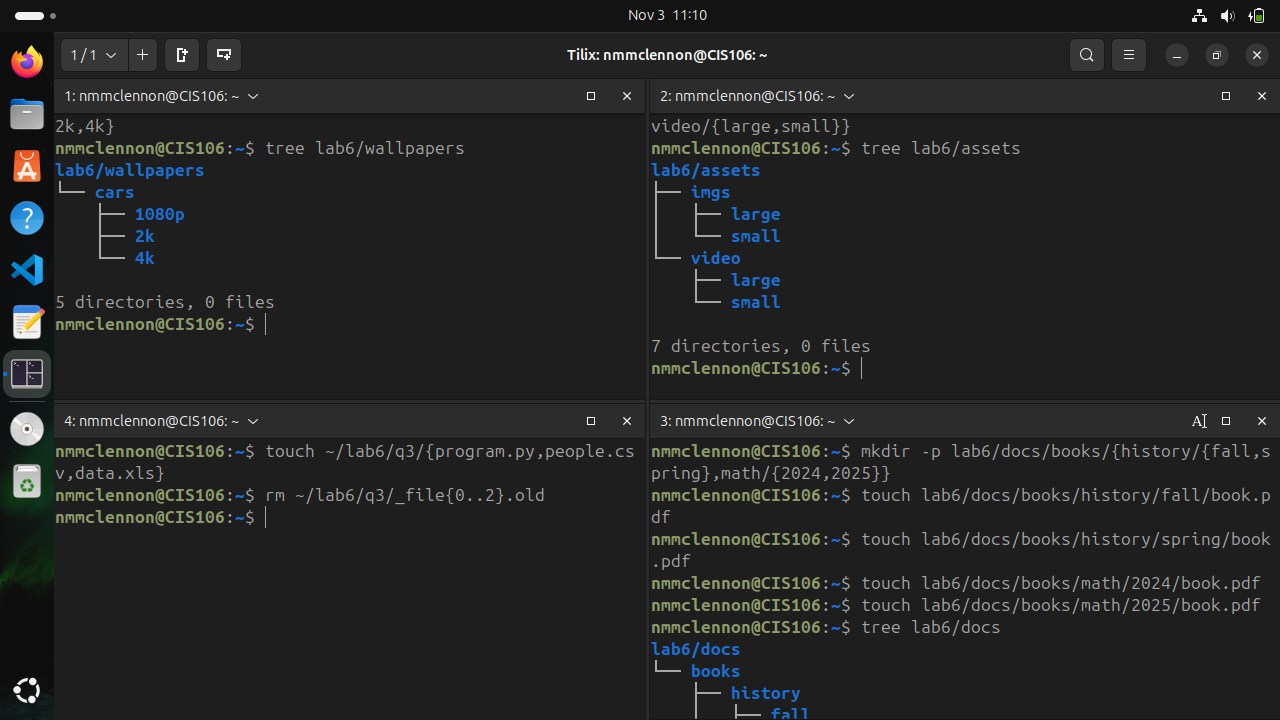 Nov 3 11:10
1 / 1
Tilix: nmmclennon@CIS106: ~
1: nmmclennon@CIS106: ~
2k,4k}
nmmclennon@CIS106:~$ tree lab6/wallpapers
lab6/wallpapers
└── cars
    ├── 1080p
    ├── 2k
    └── 4k
5 directories, 0 files
nmmclennon@CIS106:~$
2: nmmclennon@CIS106: ~
video/{large,small}}
nmmclennon@CIS106:~$ tree lab6/assets
lab6/assets
├── imgs
│   ├── large
│   └── small
└── video
    ├── large
    └── small
7 directories, 0 files
nmmclennon@CIS106:~$
4: nmmclennon@CIS106: ~
nmmclennon@CIS106:~$ touch ~/lab6/q3/{program.py,people.cs
v,data.xls}
nmmclennon@CIS106:~$ rm ~/lab6/q3/_file{0..2}.old
nmmclennon@CIS106:~$
3: nmmclennon@CIS106: ~
nmmclennon@CIS106:~$ mkdir -p lab6/docs/books/{history/{fall,s
pring},math/{2024,2025}}
nmmclennon@CIS106:~$ touch lab6/docs/books/history/fall/book.p
df
nmmclennon@CIS106:~$ touch lab6/docs/books/history/spring/book
.pdf
nmmclennon@CIS106:~$ touch lab6/docs/books/math/2024/book.pdf
nmmclennon@CIS106:~$ touch lab6/docs/books/math/2025/book.pdf
nmmclennon@CIS106:~$ tree lab6/docs
lab6/docs
└── books
    ├── history
    │   ├── fall